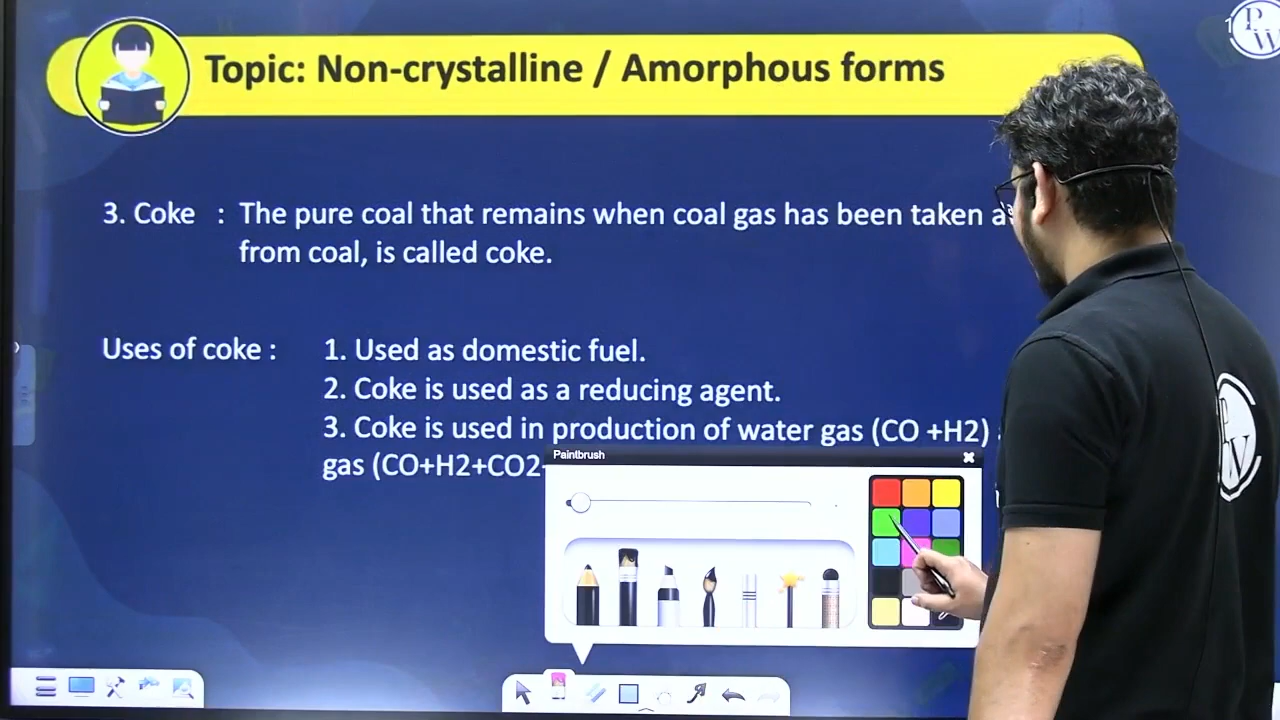 Topic: Non-crystalline / Amorphous forms
PW
3. Coke : The pure coal that remains when coal gas has been taken
from coal, is called coke.
Uses of coke : 1. Used as domestic fuel.
2. Coke is used as a reducing agent.
3. Coke is used in production of water gas (CO +H2)
gas (CO+H2+CO2
Paintbrush
PW